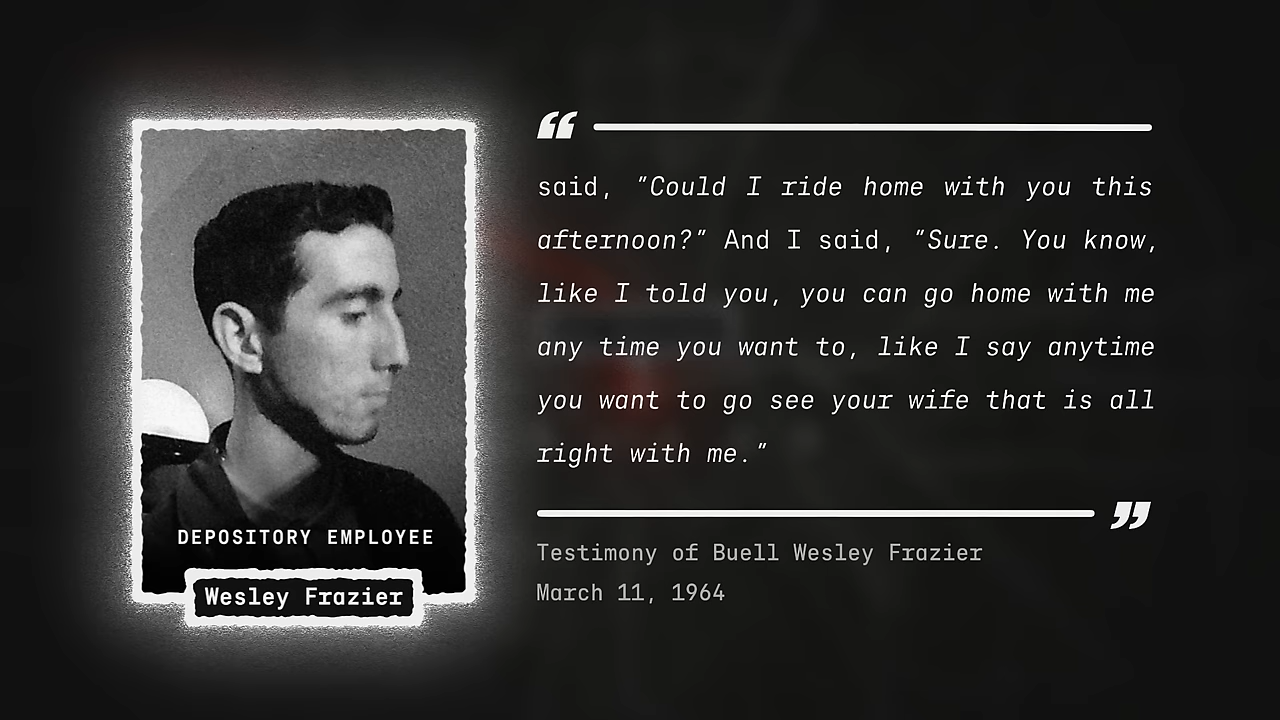 “
said, "Could I ride home with you this
afternoon?" And I said, "Sure. You know,
like I told you, you can go home with me
any time you want to, like I say anytime
you want to go see your wife that is all
right with me."
”
DEPOSITORY EMPLOYEE
Wesley Frazier
Testimony of Buell Wesley Frazier
March 11, 1964